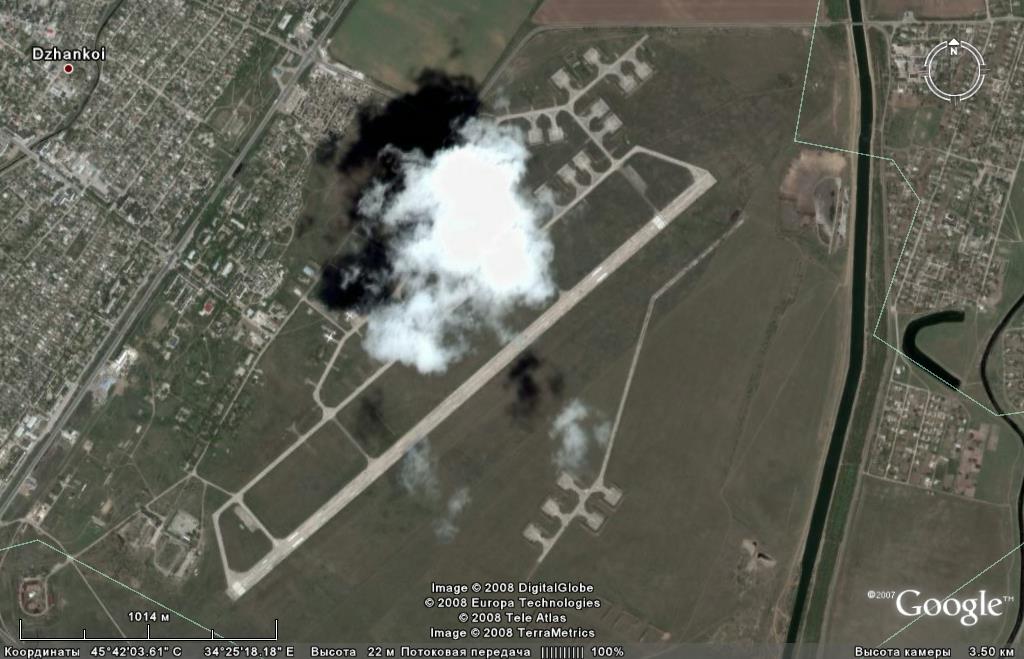 Dzhankoi
N
Image © 2008 DigitalGlobe
© 2008 Europa Technologies
© 2008 Tele Atlas
Image © 2008 TerraMetrics
©2007 Google™
1014 м
Координаты 45°42'03.61" С 34°25'18.18" E Высота 22 м Потоковая передача ||||||||| 100% Высота камеры 3.50 км